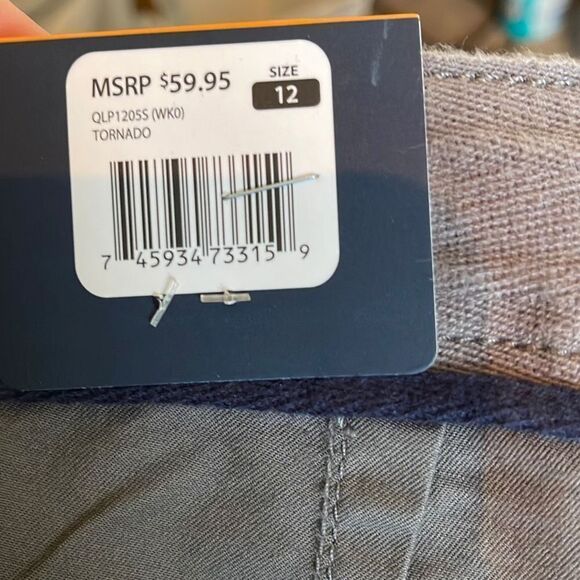 MSRP $59.95
SIZE
12
QLP1205S (WK0)
TORNADO
7 45934 73315 9